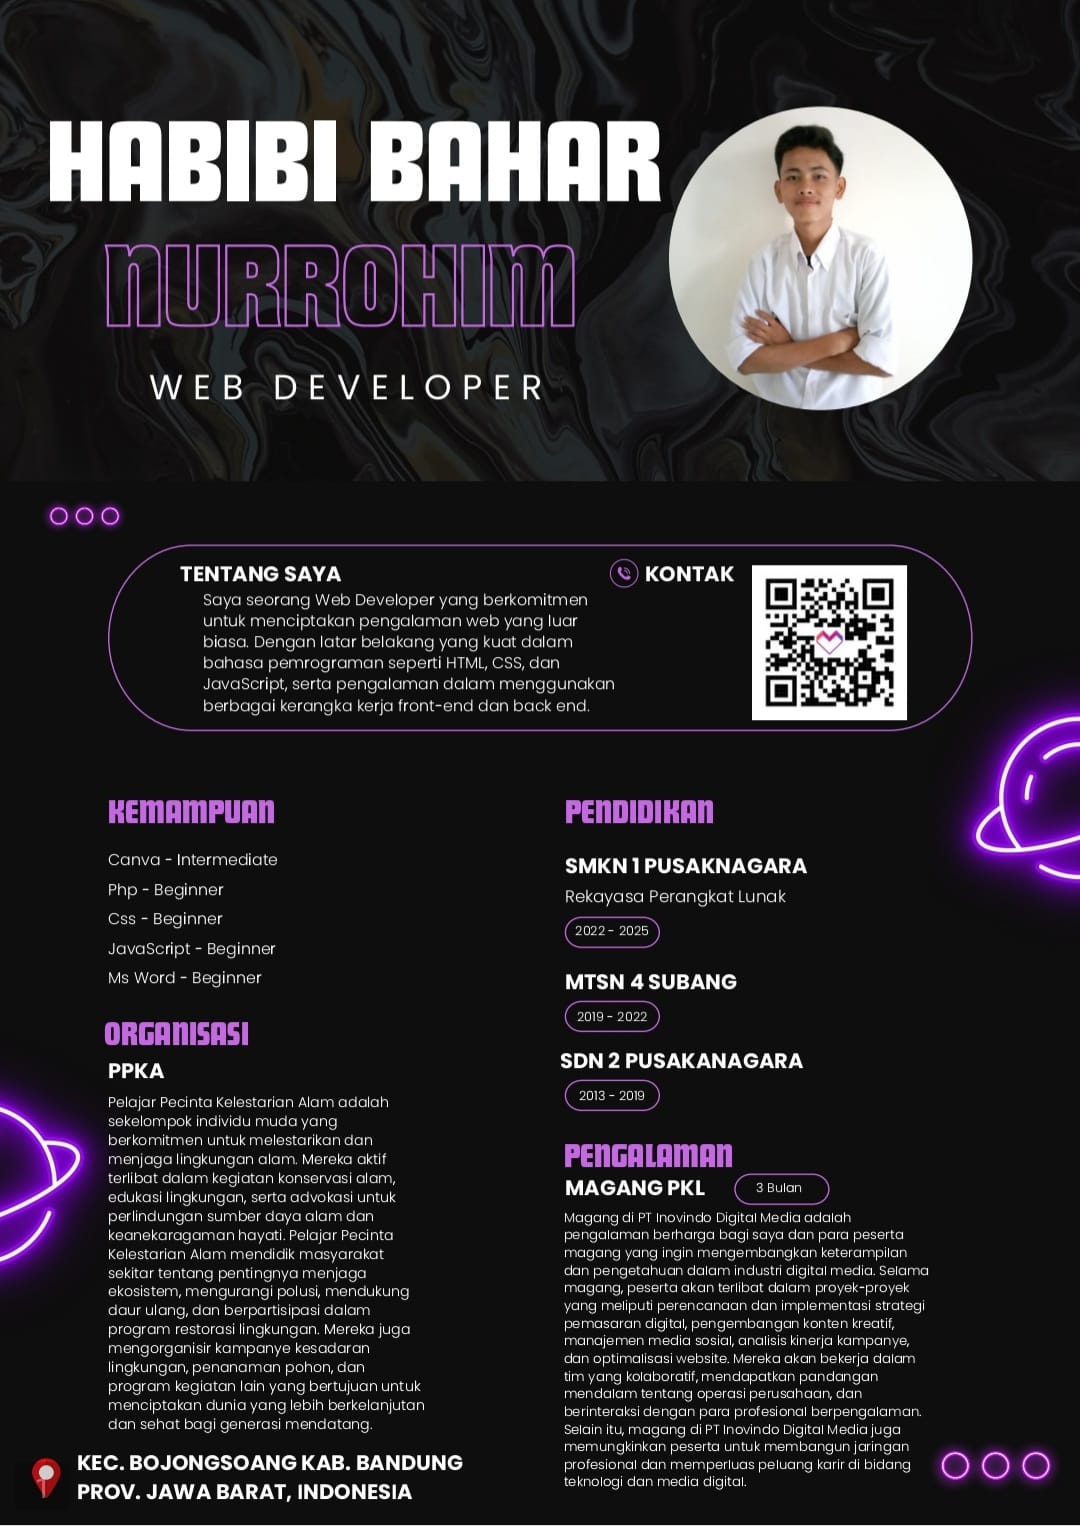 HABIBI BAHAR
NURROHIM
WEB DEVELOPER
TENTANG SAYA
Saya seorang Web Developer yang berkomitmen
untuk menciptakan pengalaman web yang luar
biasa. Dengan latar belakang yang kuat dalam
bahasa pemrograman seperti HTML, CSS, dan
JavaScript, serta pengalaman dalam menggunakan
berbagai kerangka kerja front-end dan back end.
KONTAK
KEMAMPUAN
Canva - Intermediate
Php - Beginner
Css - Beginner
JavaScript - Beginner
Ms Word - Beginner
ORGANISASI
PPKA
Pelajar Pecinta Kelestarian Alam adalah
sekelompok individu muda yang
berkomitmen untuk melestarikan dan
menjaga lingkungan alam. Mereka aktif
terlibat dalam kegiatan konservasi alam,
edukasi lingkungan, serta advokasi untuk
perlindungan sumber daya alam dan
keanekaragaman hayati. Pelajar Pecinta
Kelestarian Alam mendidik masyarakat
sekitar tentang pentingnya menjaga
ekosistem, mengurangi polusi, mendukung
daur ulang, dan berpartisipasi dalam
program restorasi lingkungan. Mereka juga
mengorganisir kampanye kesadaran
lingkungan, penanaman pohon, dan
program kegiatan lain yang bertujuan untuk
menciptakan dunia yang lebih berkelanjutan
dan sehat bagi generasi mendatang.
KEC. BOJONGSOANG KAB. BANDUNG
PROV. JAWA BARAT, INDONESIA
PENDIDIKAN
SMKN 1 PUSAKNAGARA
Rekayasa Perangkat Lunak
2022 - 2025
MTSN 4 SUBANG
2019 - 2022
SDN 2 PUSAKANAGARA
2013 - 2019
PENGALAMAN
MAGANG PKL
3 Bulan
Magang di PT Inovindo Digital Media adalah
pengalaman berharga bagi saya dan para peserta
magang yang ingin mengembangkan keterampilan
dan pengetahuan dalam industri digital media. Selama
magang, peserta akan terlibat dalam proyek-proyek
yang meliputi perencanaan dan implementasi strategi
pemasaran digital, pengembangan konten kreatif,
manajemen media sosial, analisis kinerja kampanye,
dan optimalisasi website. Mereka akan bekerja dalam
tim yang kolaboratif, mendapatkan pandangan
mendalam tentang operasi perusahaan, dan
berinteraksi dengan para profesional berpengalaman.
Selain itu, magang di PT Inovindo Digital Media juga
memungkinkan peserta untuk membangun jaringan
profesional dan memperluas peluang karir di bidang
teknologi dan media digital.